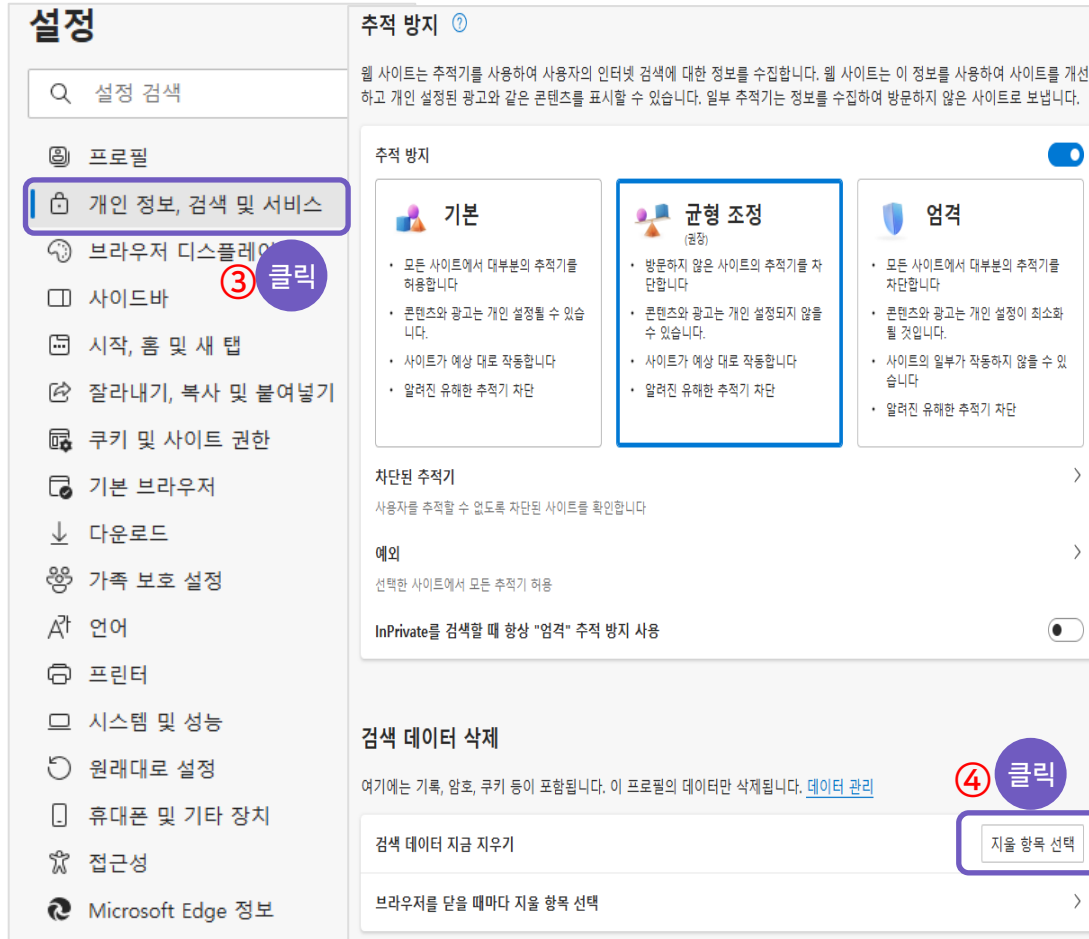 설정
설정 검색
프로필
개인 정보, 검색 및 서비스
브라우저 디스플레이
③ 클릭
사이드바
시작, 홈 및 새 탭
잘라내기, 복사 및 붙여넣기
쿠키 및 사이트 권한
기본 브라우저
다운로드
가족 보호 설정
언어
프린터
시스템 및 성능
원래대로 설정
휴대폰 및 기타 장치
접근성
Microsoft Edge 정보
추적 방지
웹 사이트는 추적기를 사용하여 사용자의 인터넷 검색에 대한 정보를 수집합니다. 웹 사이트는 이 정보를 사용하여 사이트를 개선
하고 개인 설정된 광고와 같은 콘텐츠를 표시할 수 있습니다. 일부 추적기는 정보를 수집하여 방문하지 않은 사이트로 보냅니다.
추적 방지
기본
• 모든 사이트에서 대부분의 추적기를
허용합니다
• 콘텐츠와 광고는 개인 설정될 수 있습
니다.
• 사이트가 예상 대로 작동합니다
• 알려진 유해한 추적기 차단
균형 조정
(권장)
• 방문하지 않은 사이트의 추적기를 차
단합니다
• 콘텐츠와 광고는 개인 설정되지 않을
수 있습니다.
• 사이트가 예상 대로 작동합니다
• 알려진 유해한 추적기 차단
엄격
• 모든 사이트에서 대부분의 추적기를
차단합니다
• 콘텐츠와 광고는 개인 설정이 최소화
될 것입니다.
• 사이트의 일부가 작동하지 않을 수 있
습니다
• 알려진 유해한 추적기 차단
차단된 추적기
사용자를 추적할 수 없도록 차단된 사이트를 확인합니다
예외
선택한 사이트에서 모든 추적기 허용
InPrivate를 검색할 때 항상 "엄격" 추적 방지 사용
검색 데이터 삭제
여기에는 기록, 암호, 쿠키 등이 포함됩니다. 이 프로필의 데이터만 삭제됩니다. 데이터 관리
④ 클릭
검색 데이터 지금 지우기
지울 항목 선택
브라우저를 닫을 때마다 지울 항목 선택